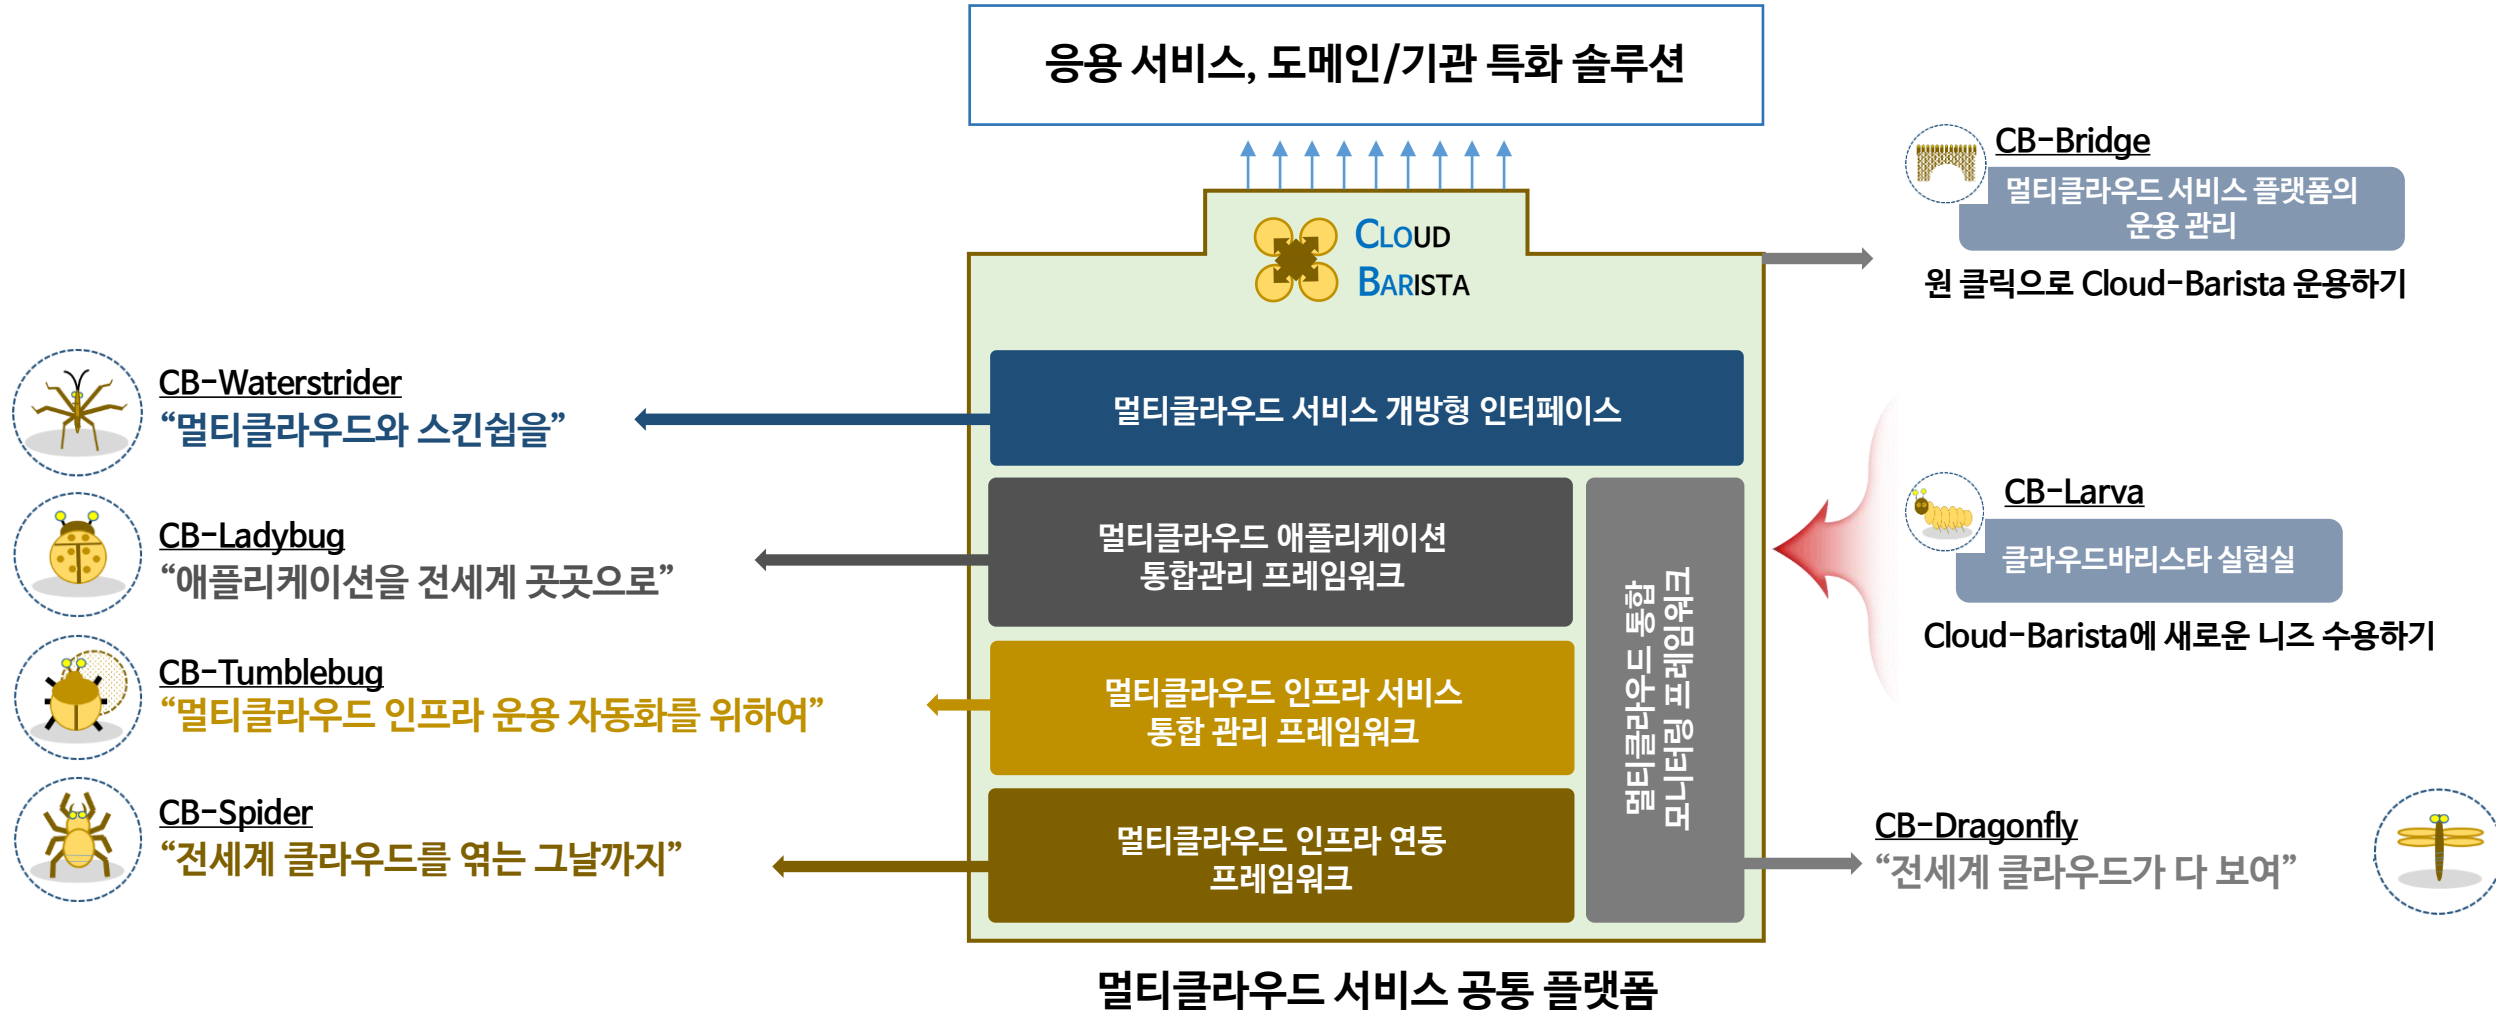 응용 서비스, 도메인/기관 특화 솔루션
CLOUD
BARISTA
CB-Bridge
멀티클라우드 서비스 플랫폼의
운용 관리
원 클릭으로 Cloud-Barista 운용하기
CB-Waterstrider
“멀티클라우드와 스킨쉽을”
멀티클라우드 서비스 개방형 인터페이스
CB-Ladybug
“애플리케이션을 전세계 곳곳으로”
멀티클라우드 애플리케이션
통합관리 프레임워크
CB-Larva
클라우드바리스타 실험실
Cloud-Barista에 새로운 니즈 수용하기
CB-Tumblebug
“멀티클라우드 인프라 운용 자동화를 위하여”
멀티클라우드 인프라 서비스
통합 관리 프레임워크
멀티클라우드 통합
모니터링 프레임워크
CB-Spider
“전세계 클라우드를 엮는 그날까지”
멀티클라우드 인프라 연동
프레임워크
CB-Dragonfly
“전세계 클라우드가 다 보여”
멀티클라우드 서비스 공통 플랫폼